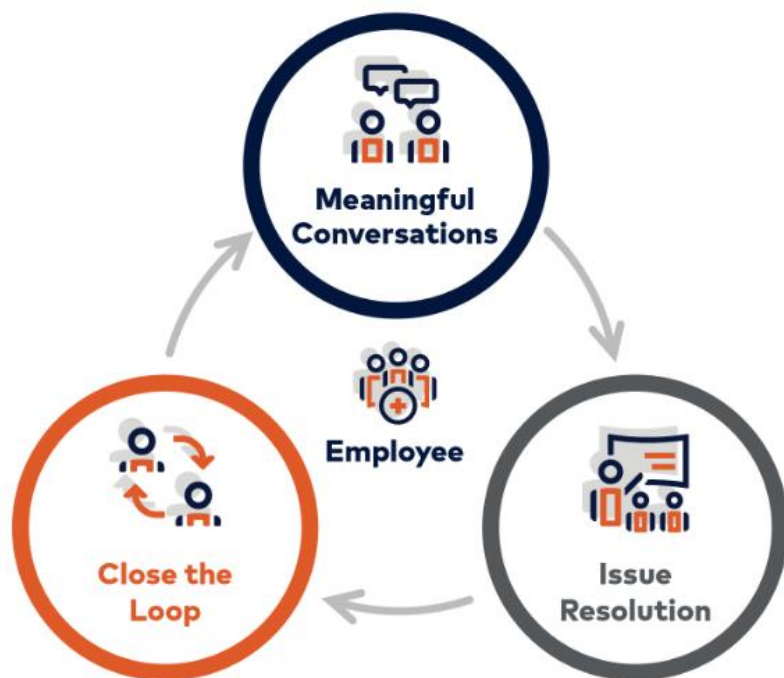 Meaningful
Conversations
Employee
Close the
Loop
Issue
Resolution